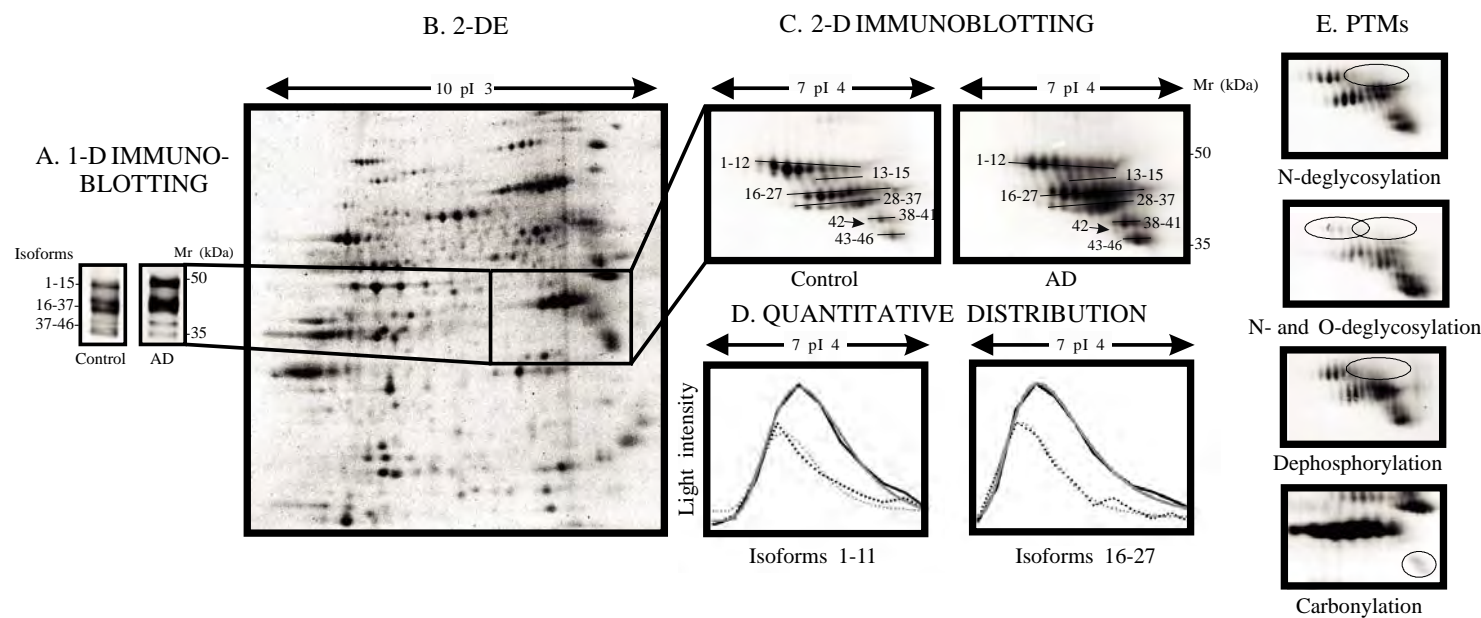 B. 2-DE
C. 2-D IMMUNOBLOTTING
E. PTMs
10 pI 3
7 pI 4
7 pI 4
Mr (kDa)
A. 1-D IMMUNO-
BLOTTING
Isoforms
Mr (kDa)
1-15
16-37
37-46
-50
-35
Control
AD
1-12
13-15
16-27
28-37
42
38-41
43-46
Control
1-12
13-15
16-27
28-37
42
38-41
43-46
-50
-35
AD
D. QUANTITATIVE DISTRIBUTION
7 pI 4
7 pI 4
Light intensity
Isoforms 1-11
Isoforms 16-27
N-deglycosylation
N- and O-deglycosylation
Dephosphorylation
Carbonylation